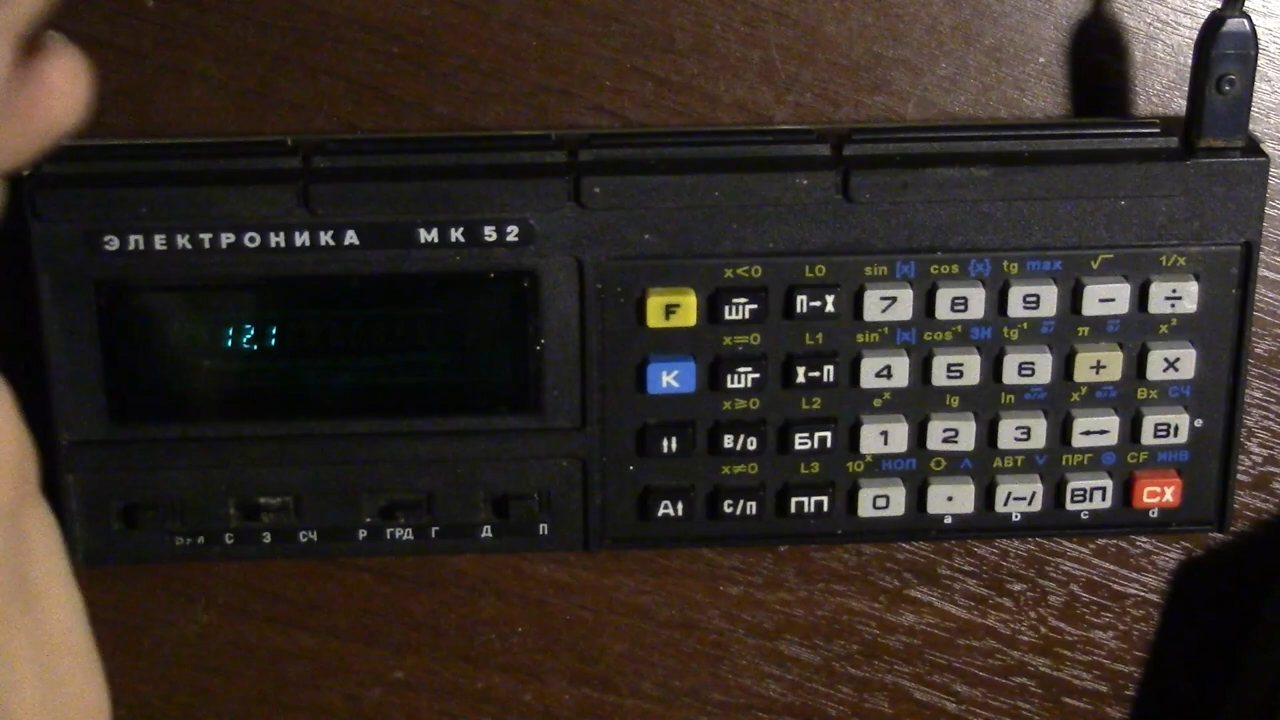 ЭЛЕКТРОНИКА МК 52
12.1
x<0 L0 sin [x] cos {x} tg max √ 1/x
F ШГ П→X 7 8 9 − ÷
x=0 L1 sin⁻¹ |x| cos⁻¹ ЗН tg⁻¹ π x²
K ШГ X→П 4 5 6 + ×
x≥0 L2 eˣ lg ln xʸ Вx СЧ
↑↓ В/О БП 1 2 3 ↔ В↑ e
x≠0 L3 10ˣ НОП ↻ ∧ АВТ ∨ ПРГ ⊕ CF ИНВ
А↑ С/П ПП 0 · /−/ ВП CX
a b c d
С З СЧ Р ГРД Г Д П